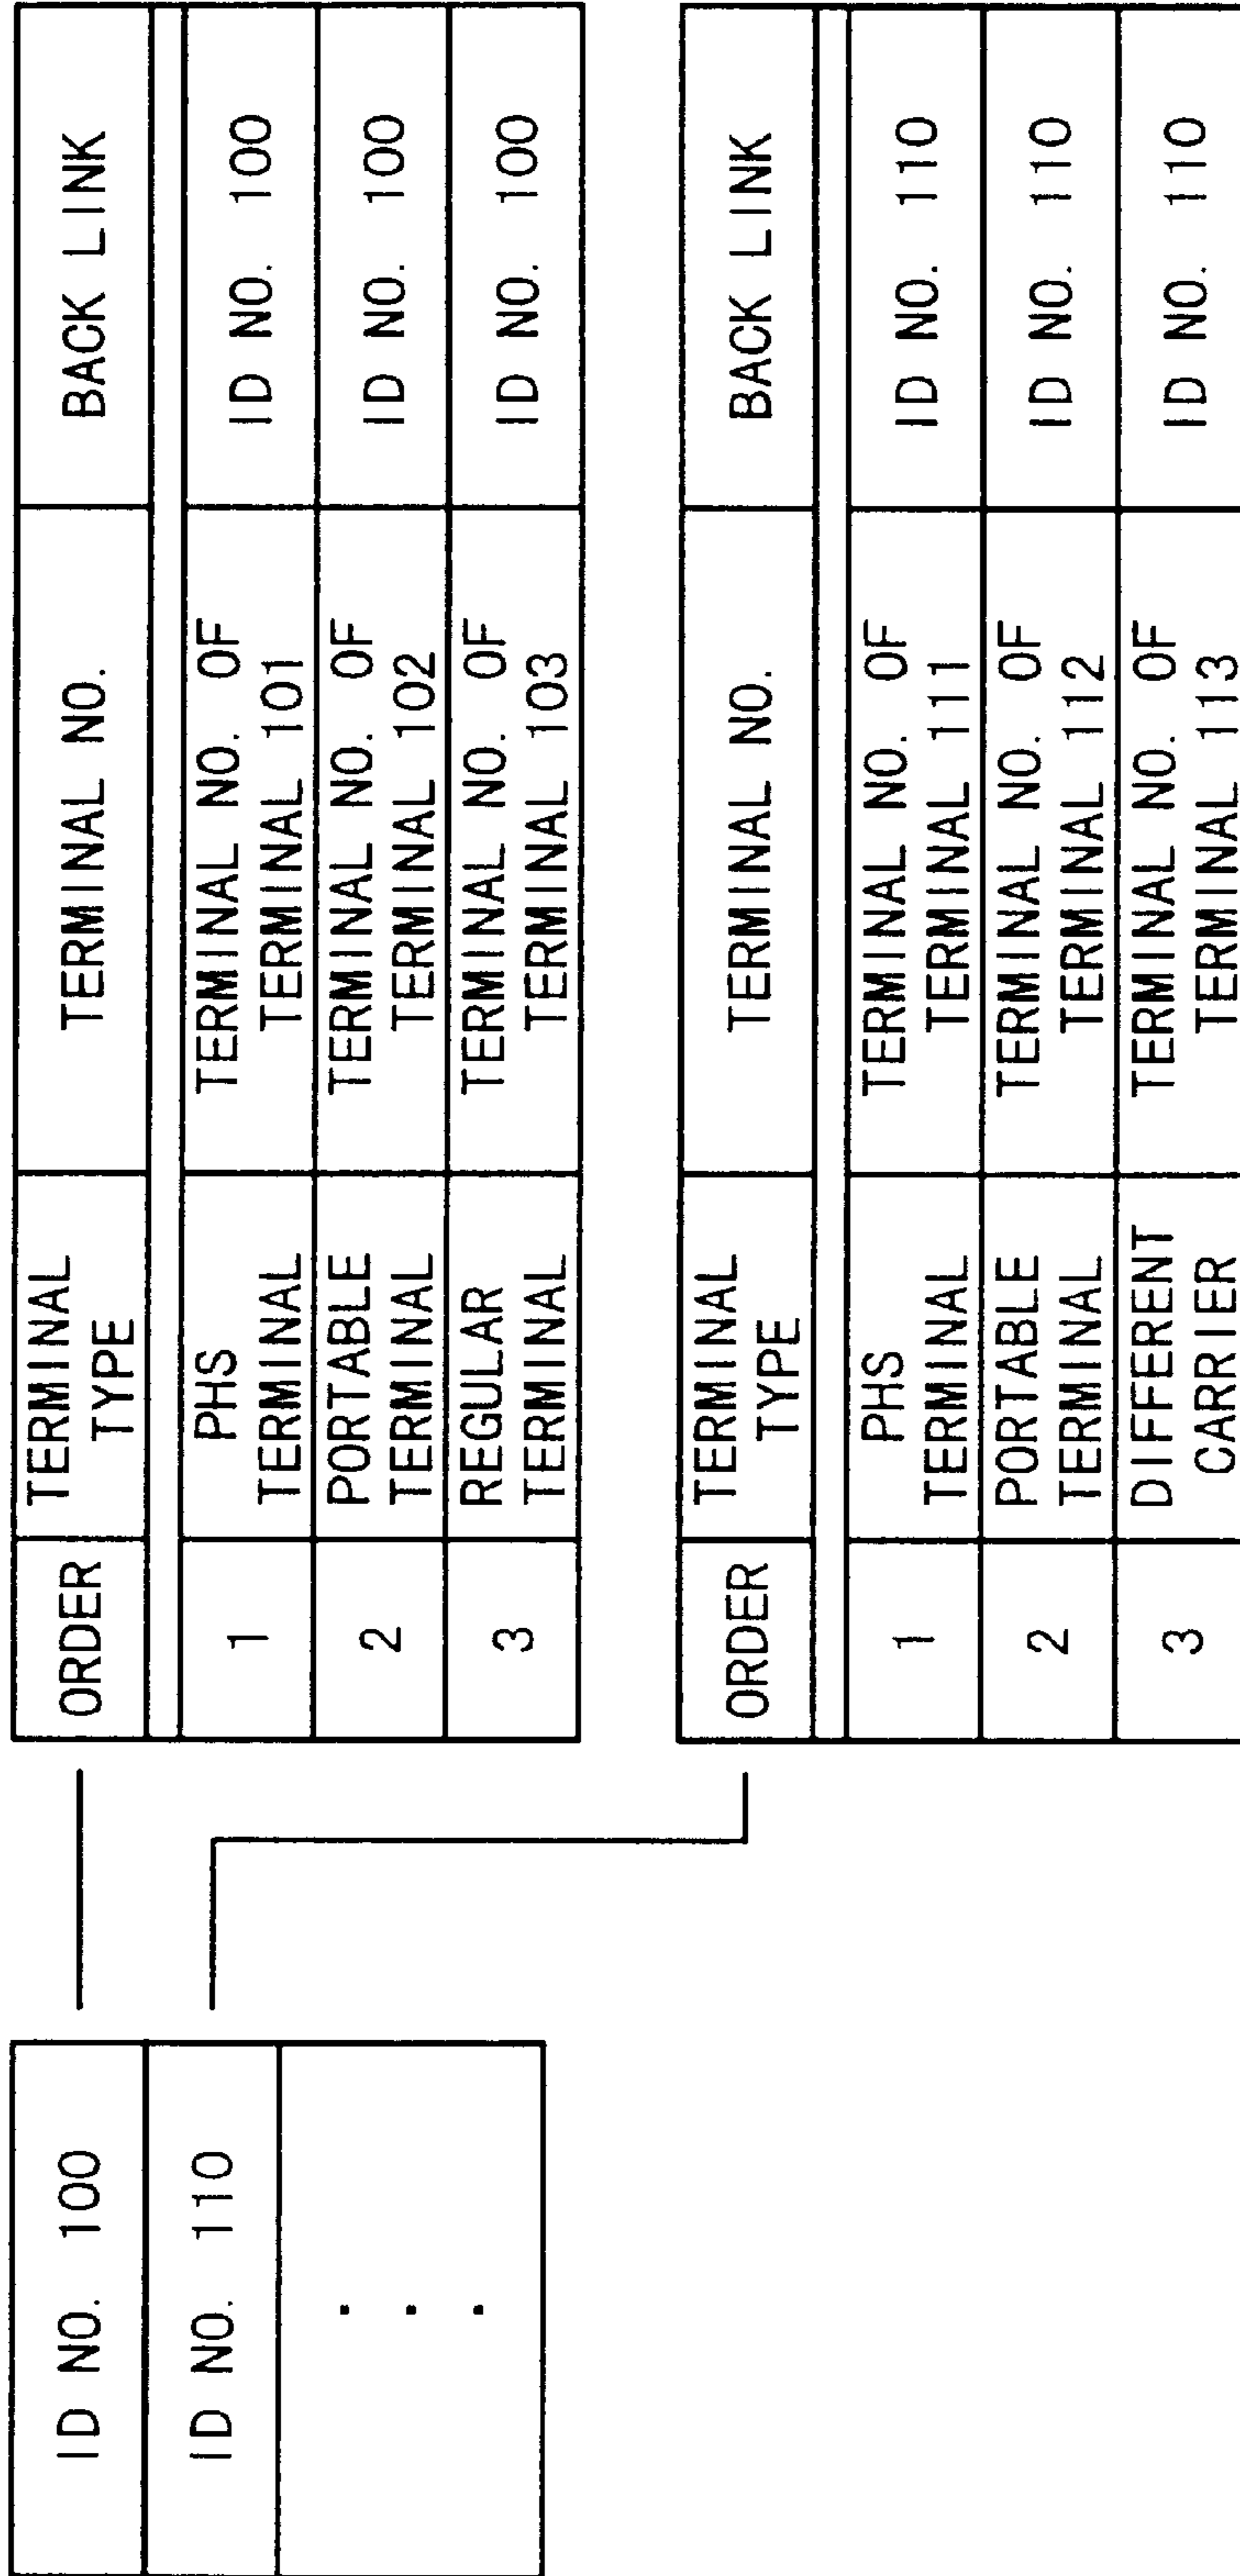 ID NO. 100
ID NO. 110
.
.
.
ORDER
TERMINAL
TYPE
TERMINAL NO.
BACK LINK
1
PHS
TERMINAL
TERMINAL NO. OF
TERMINAL 101
ID NO. 100
2
PORTABLE
TERMINAL
TERMINAL NO. OF
TERMINAL 102
ID NO. 100
3
REGULAR
TERMINAL
TERMINAL NO. OF
TERMINAL 103
ID NO. 100
ORDER
TERMINAL
TYPE
TERMINAL NO.
BACK LINK
1
PHS
TERMINAL
TERMINAL NO. OF
TERMINAL 111
ID NO. 110
2
PORTABLE
TERMINAL
TERMINAL NO. OF
TERMINAL 112
ID NO. 110
3
DIFFERENT
CARRIER
TERMINAL NO. OF
TERMINAL 113
ID NO. 110